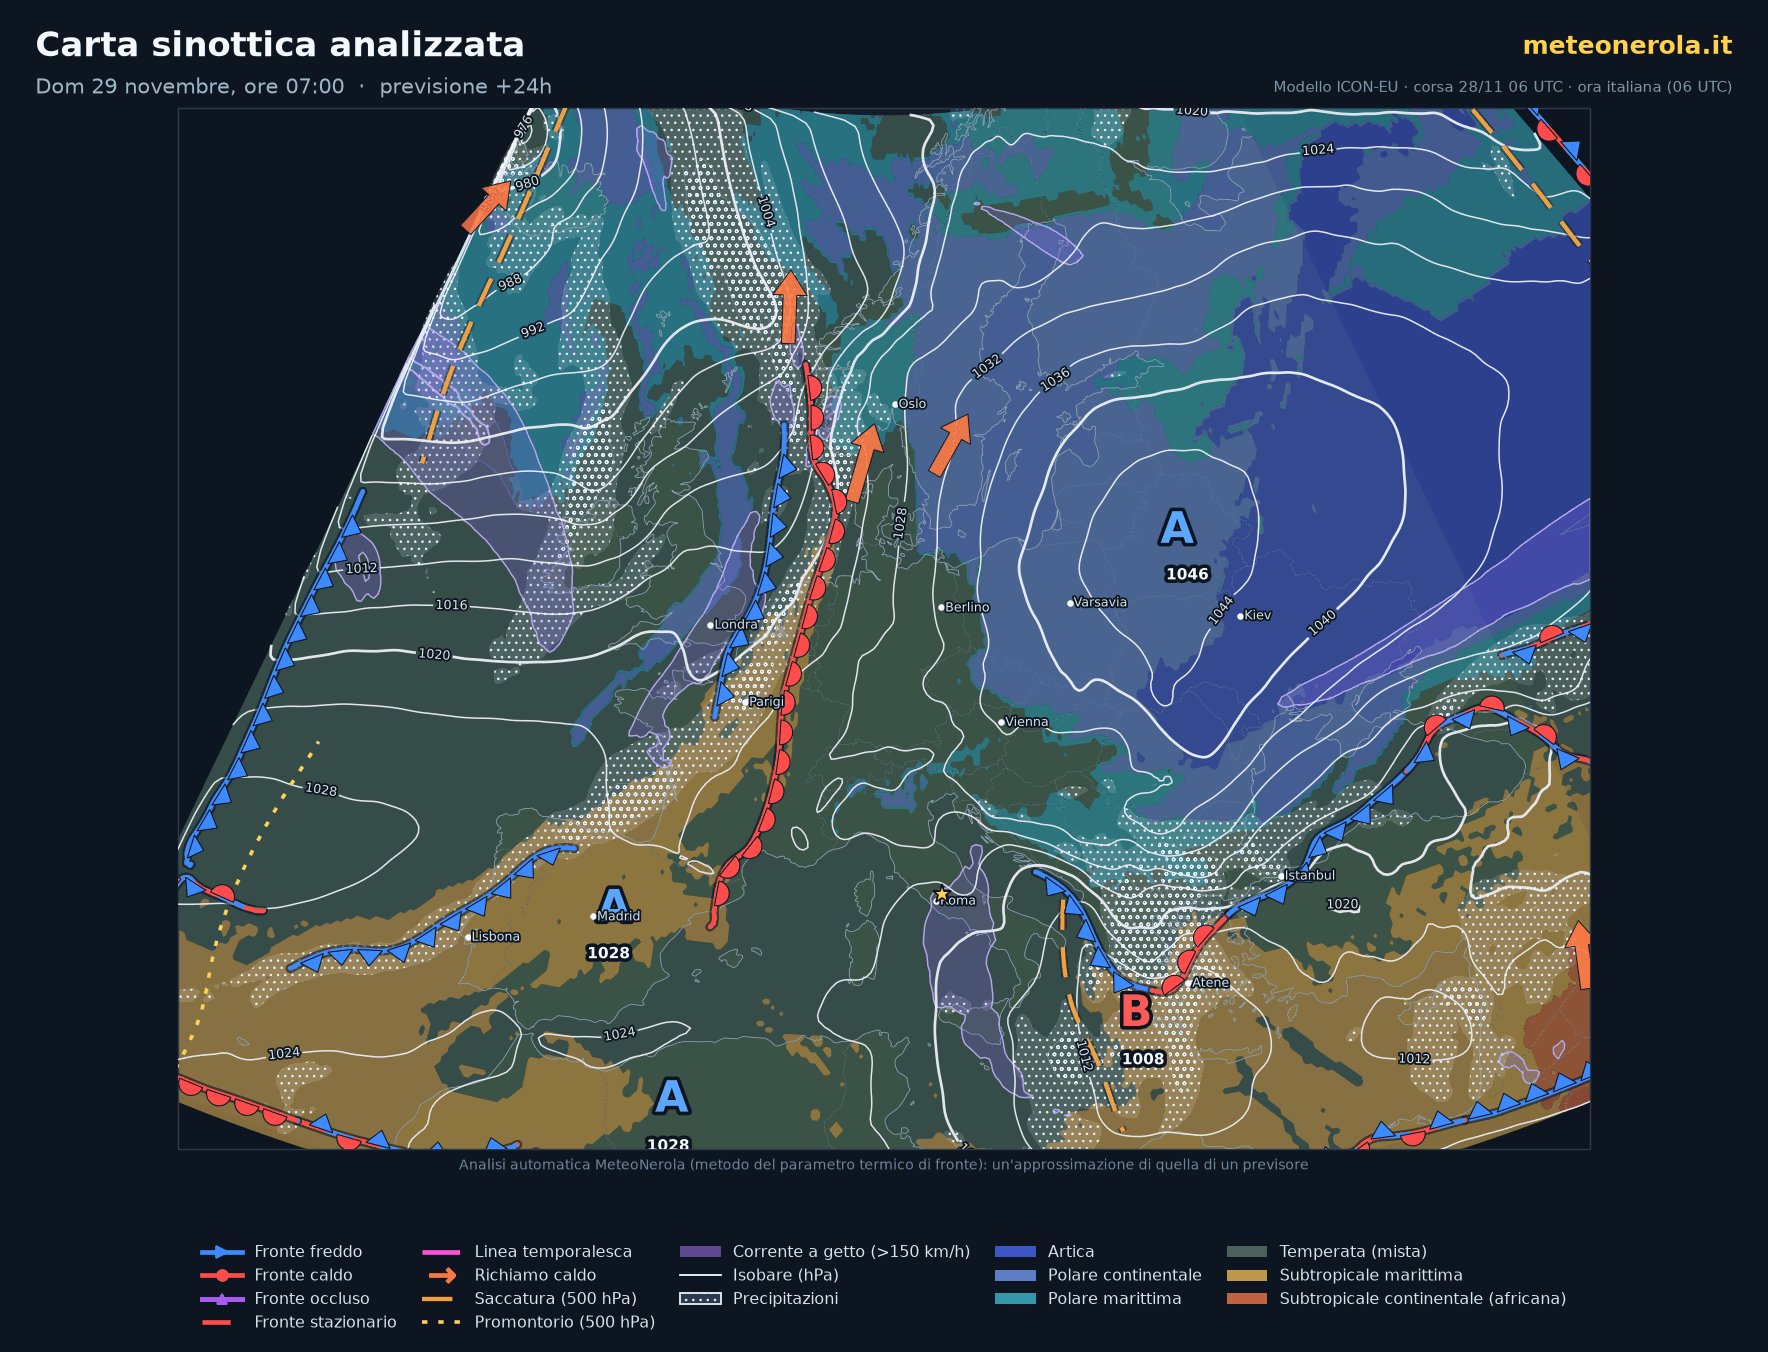 Carta sinottica analizzata
meteonerola.it
Dom 29 novembre, ore 07:00 · previsione +24h
Modello ICON-EU · corsa 28/11 06 UTC · ora italiana (06 UTC)
976
1020
1024
980
1004
988
992
1032
1036
Oslo
1028
A
1046
1012
1016
Londra
Berlino
Varsavia
1044
Kiev
1040
1020
Parigi
Vienna
1028
Istanbul
A
Madrid
Roma
1020
Lisbona
1028
Atene
B
1024
1024
1012
1008
1012
A
1028
Analisi automatica MeteoNerola (metodo del parametro termico di fronte): un'approssimazione di quella di un previsore
Fronte freddo
Fronte caldo
Fronte occluso
Fronte stazionario
Linea temporalesca
Richiamo caldo
Saccatura (500 hPa)
Promontorio (500 hPa)
Corrente a getto (>150 km/h)
Isobare (hPa)
Precipitazioni
Artica
Polare continentale
Polare marittima
Temperata (mista)
Subtropicale marittima
Subtropicale continentale (africana)